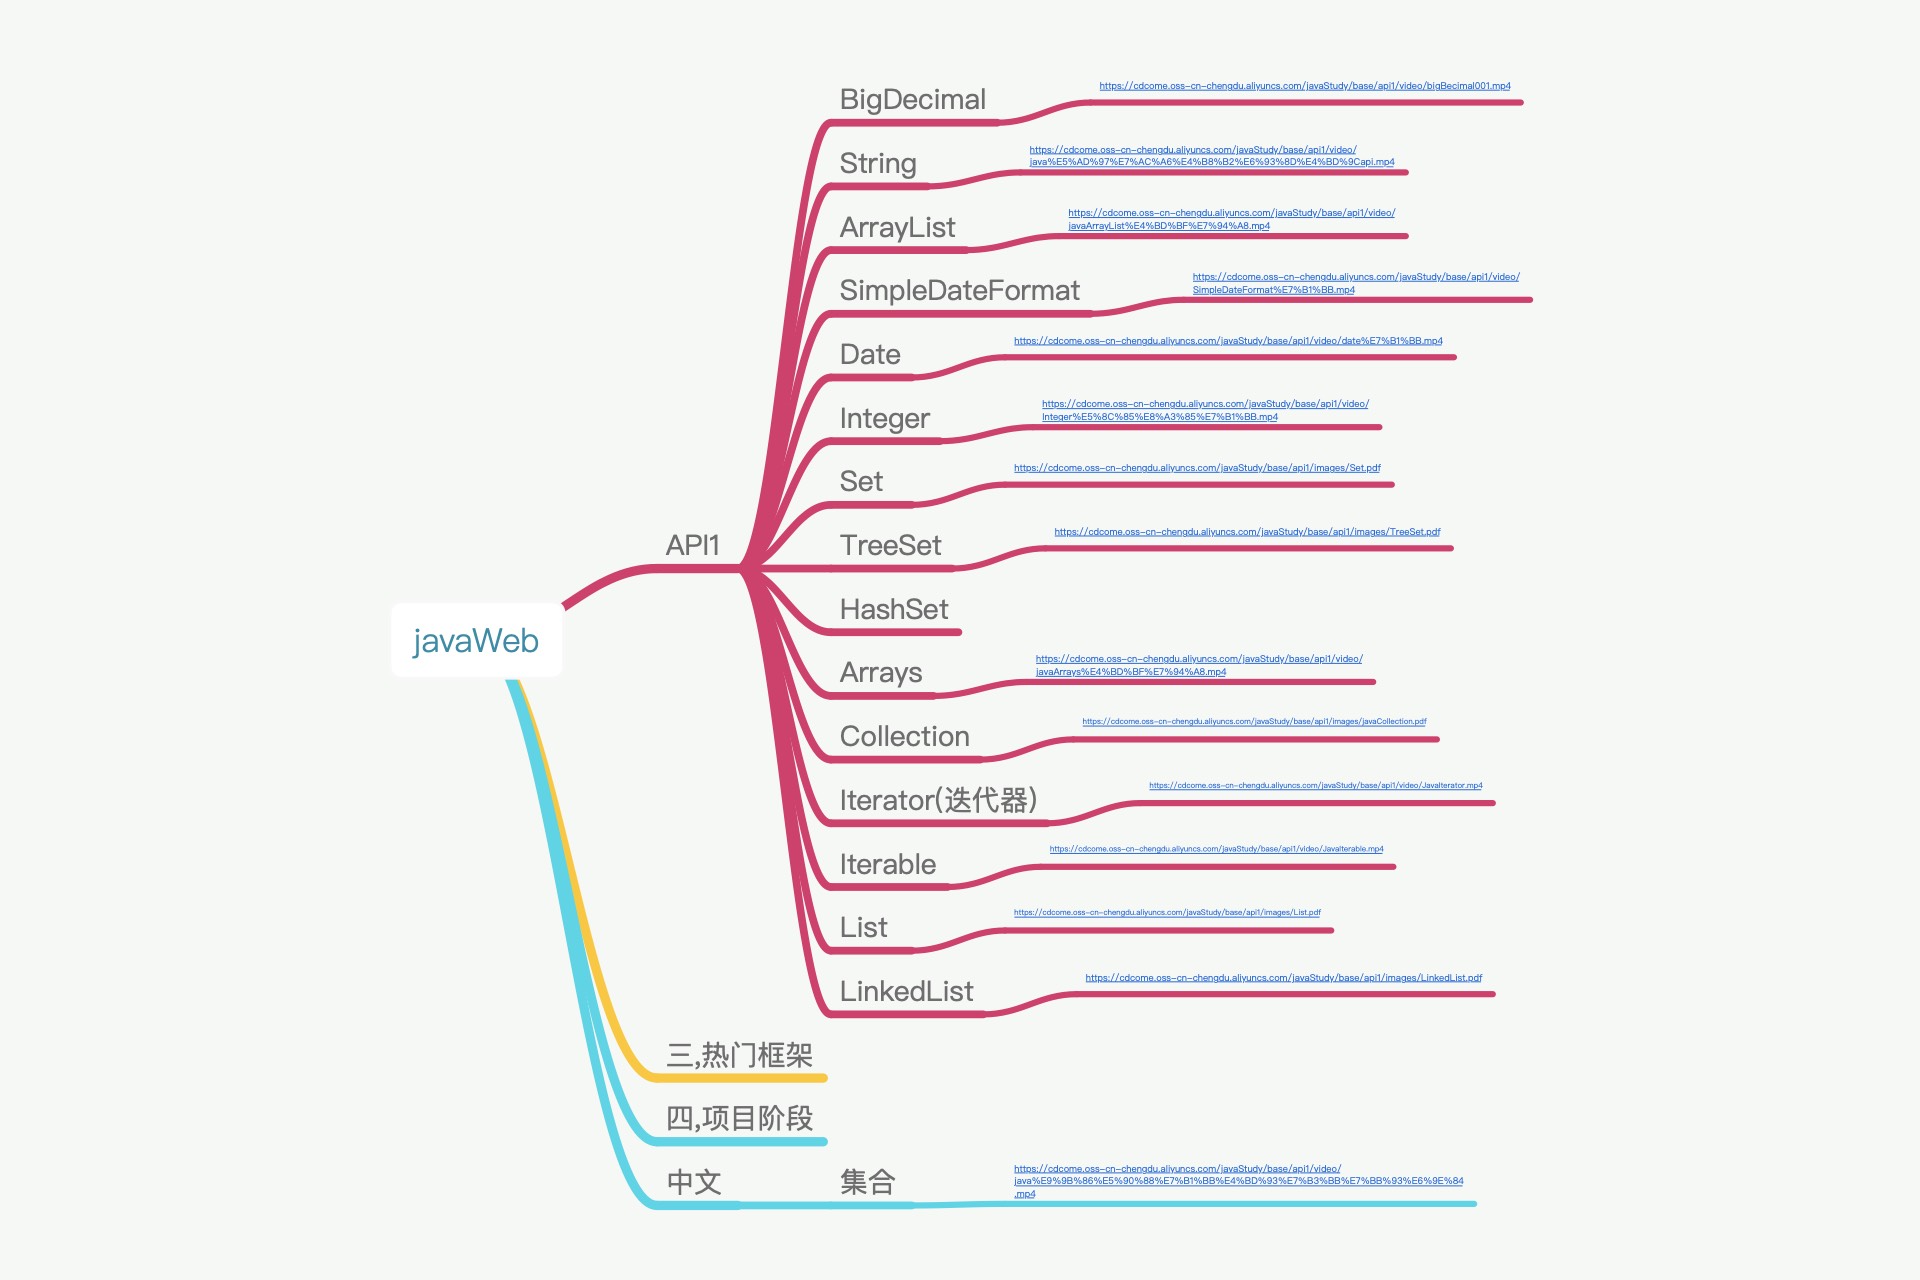 javaWeb
API1
BigDecimal
https://cdcome.oss-cn-chengdu.aliyuncs.com/javaStudy/base/api1/video/bigBecimal001.mp4
String
https://cdcome.oss-cn-chengdu.aliyuncs.com/javaStudy/base/api1/video/
java%E5%AD%97%E7%AC%A6%E4%B8%B2%E6%93%8D%E4%BD%9Capi.mp4
ArrayList
https://cdcome.oss-cn-chengdu.aliyuncs.com/javaStudy/base/api1/video/
javaArrayList%E4%BD%BF%E7%94%A8.mp4
SimpleDateFormat
https://cdcome.oss-cn-chengdu.aliyuncs.com/javaStudy/base/api1/video/
SimpleDateFormat%E7%B1%BB.mp4
Date
https://cdcome.oss-cn-chengdu.aliyuncs.com/javaStudy/base/api1/video/date%E7%B1%BB.mp4
Integer
https://cdcome.oss-cn-chengdu.aliyuncs.com/javaStudy/base/api1/video/
Integer%E5%8C%85%E8%A3%85%E7%B1%BB.mp4
Set
https://cdcome.oss-cn-chengdu.aliyuncs.com/javaStudy/base/api1/images/Set.pdf
TreeSet
https://cdcome.oss-cn-chengdu.aliyuncs.com/javaStudy/base/api1/images/TreeSet.pdf
HashSet
Arrays
https://cdcome.oss-cn-chengdu.aliyuncs.com/javaStudy/base/api1/video/
javaArrays%E4%BD%BF%E7%94%A8.mp4
Collection
https://cdcome.oss-cn-chengdu.aliyuncs.com/javaStudy/base/api1/images/javaCollection.pdf
Iterator(迭代器)
https://cdcome.oss-cn-chengdu.aliyuncs.com/javaStudy/base/api1/video/JavaIterator.mp4
Iterable
https://cdcome.oss-cn-chengdu.aliyuncs.com/javaStudy/base/api1/video/JavaIterable.mp4
List
https://cdcome.oss-cn-chengdu.aliyuncs.com/javaStudy/base/api1/images/List.pdf
LinkedList
https://cdcome.oss-cn-chengdu.aliyuncs.com/javaStudy/base/api1/images/LinkedList.pdf
三,热门框架
四,项目阶段
中文
集合
https://cdcome.oss-cn-chengdu.aliyuncs.com/javaStudy/base/api1/video/
java%E9%9B%86%E5%90%88%E7%B1%BB%E4%BD%93%E7%B3%BB%E7%BB%93%E6%9E%84
.mp4